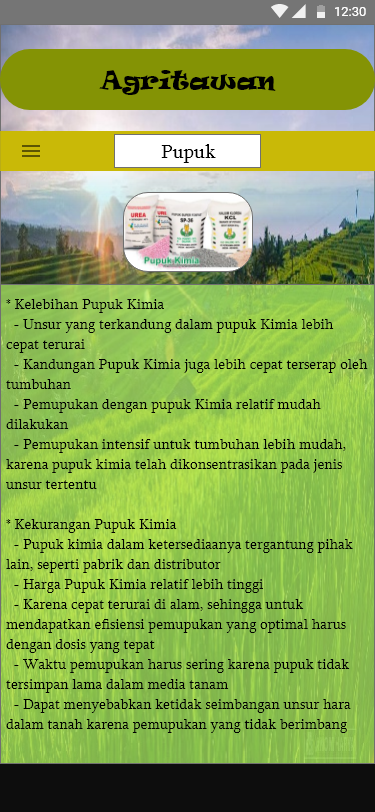 12:30
Agritawan
Pupuk
UREA
SP-36
KCL
Pupuk Kimia
* Kelebihan Pupuk Kimia
- Unsur yang terkandung dalam pupuk Kimia lebih
cepat terurai
- Kandungan Pupuk Kimia juga lebih cepat terserap oleh
tumbuhan
- Pemupukan dengan pupuk Kimia relatif mudah
dilakukan
- Pemupukan intensif untuk tumbuhan lebih mudah,
karena pupuk kimia telah dikonsentrasikan pada jenis
unsur tertentu
* Kekurangan Pupuk Kimia
- Pupuk kimia dalam ketersediaanya tergantung pihak
lain, seperti pabrik dan distributor
- Harga Pupuk Kimia relatif lebih tinggi
- Karena cepat terurai di alam, sehingga untuk
mendapatkan efisiensi pemupukan yang optimal harus
dengan dosis yang tepat
- Waktu pemupukan harus sering karena pupuk tidak
tersimpan lama dalam media tanam
- Dapat menyebabkan ketidak seimbangan unsur hara
dalam tanah karena pemupukan yang tidak berimbang